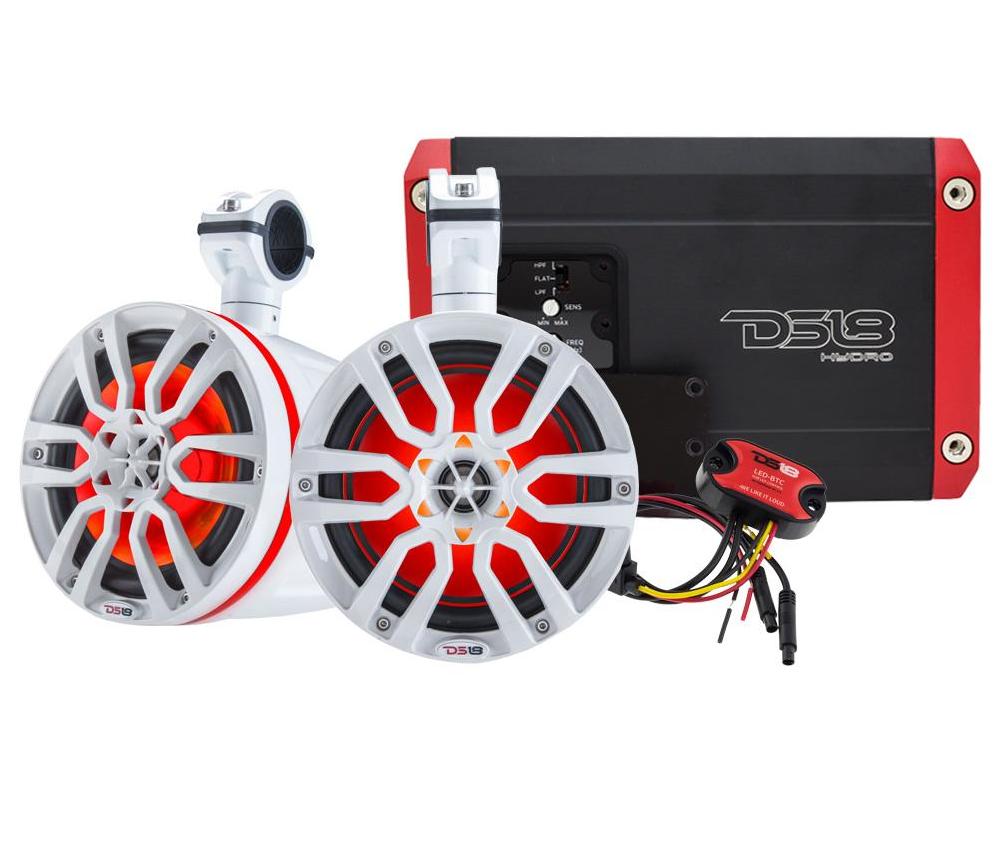 HPF
FLAT
LPF
SENS
MIN MAX
FREQ
DS18
HYDRO
DS18
LED-BTC
WE LIKE IT LOUD
DS18
DS18